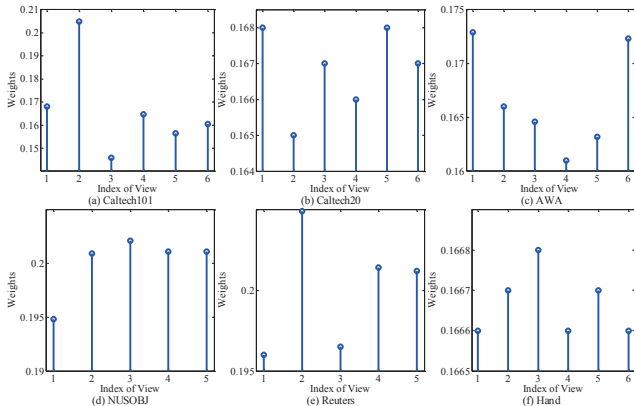 0.21
0.2
0.19
0.18
0.17
0.16
0.15
Weights
1 2 3 4 5 6
Index of View
(a) Caltech101
0.168
0.167
0.166
0.165
0.164
Weights
1 2 3 4 5 6
Index of View
(b) Caltech20
0.175
0.17
0.165
0.16
Weights
1 2 3 4 5 6
Index of View
(c) AWA
0.2
0.195
0.19
Weights
1 2 3 4 5
Index of View
(d) NUSOBJ
0.2
0.195
Weights
1 2 3 4 5
Index of View
(e) Reuters
0.1668
0.1667
0.1666
0.1665
Weights
1 2 3 4 5 6
Index of View
(f) Hand